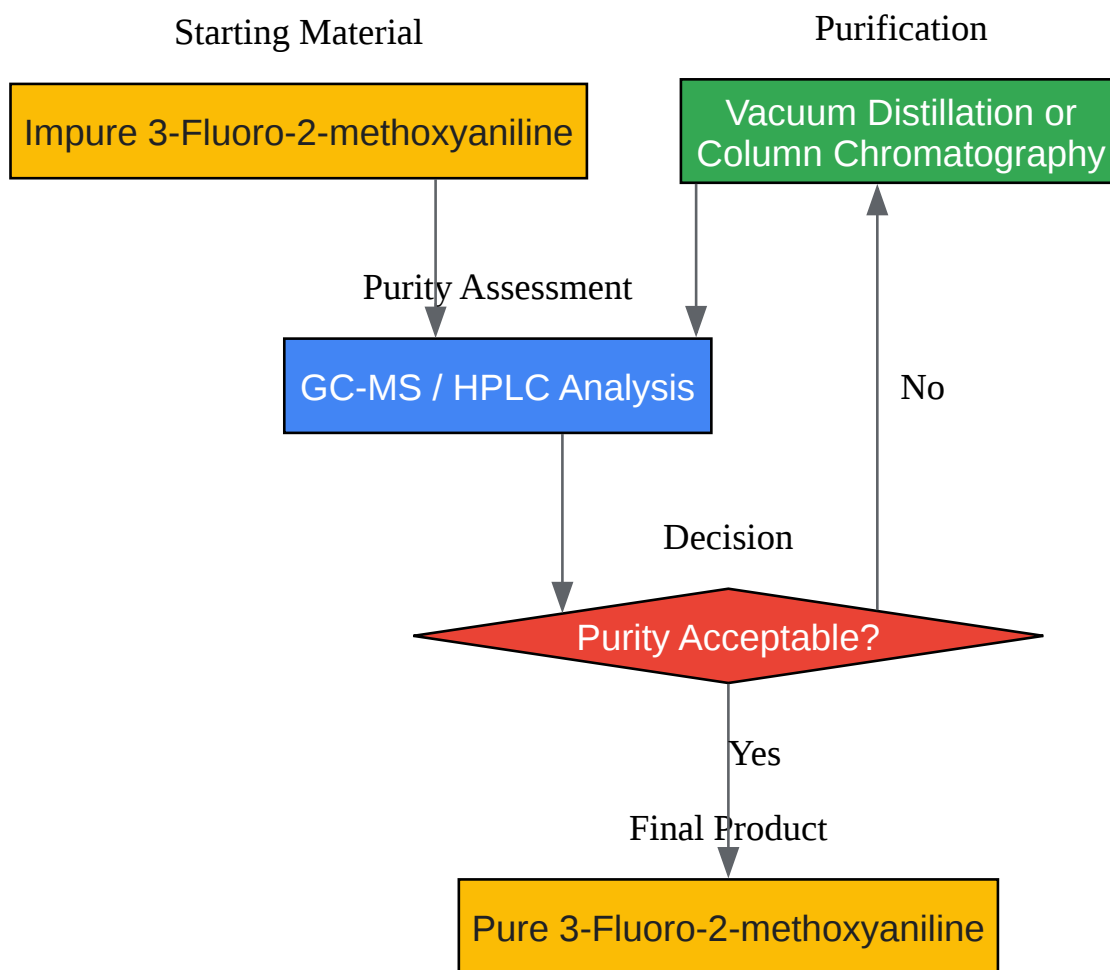 Starting Material
Purification
Impure 3-Fluoro-2-methoxyaniline
Vacuum Distillation or
Column Chromatography
Purity Assessment
GC-MS / HPLC Analysis
No
Decision
Purity Acceptable?
Yes
Final Product
Pure 3-Fluoro-2-methoxyaniline